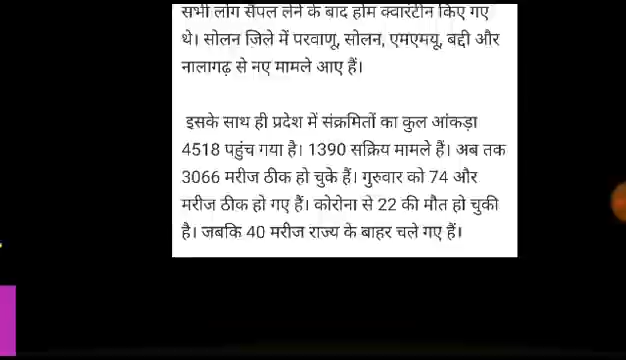 सभी लोग सैंपल लेने के बाद होम क्वारंटीन किए गए
थे। सोलन जिले में परवाणू, सोलन, एमएमयू, बद्दी और
नालागढ़ से नए मामले आए हैं।
इसके साथ ही प्रदेश में संक्रमितों का कुल आंकड़ा
4518 पहुंच गया है। 1390 सक्रिय मामले हैं। अब तक
3066 मरीज ठीक हो चुके हैं। गुरुवार को 74 और
मरीज ठीक हो गए हैं। कोरोना से 22 की मौत हो चुकी
है। जबकि 40 मरीज राज्य के बाहर चले गए हैं।